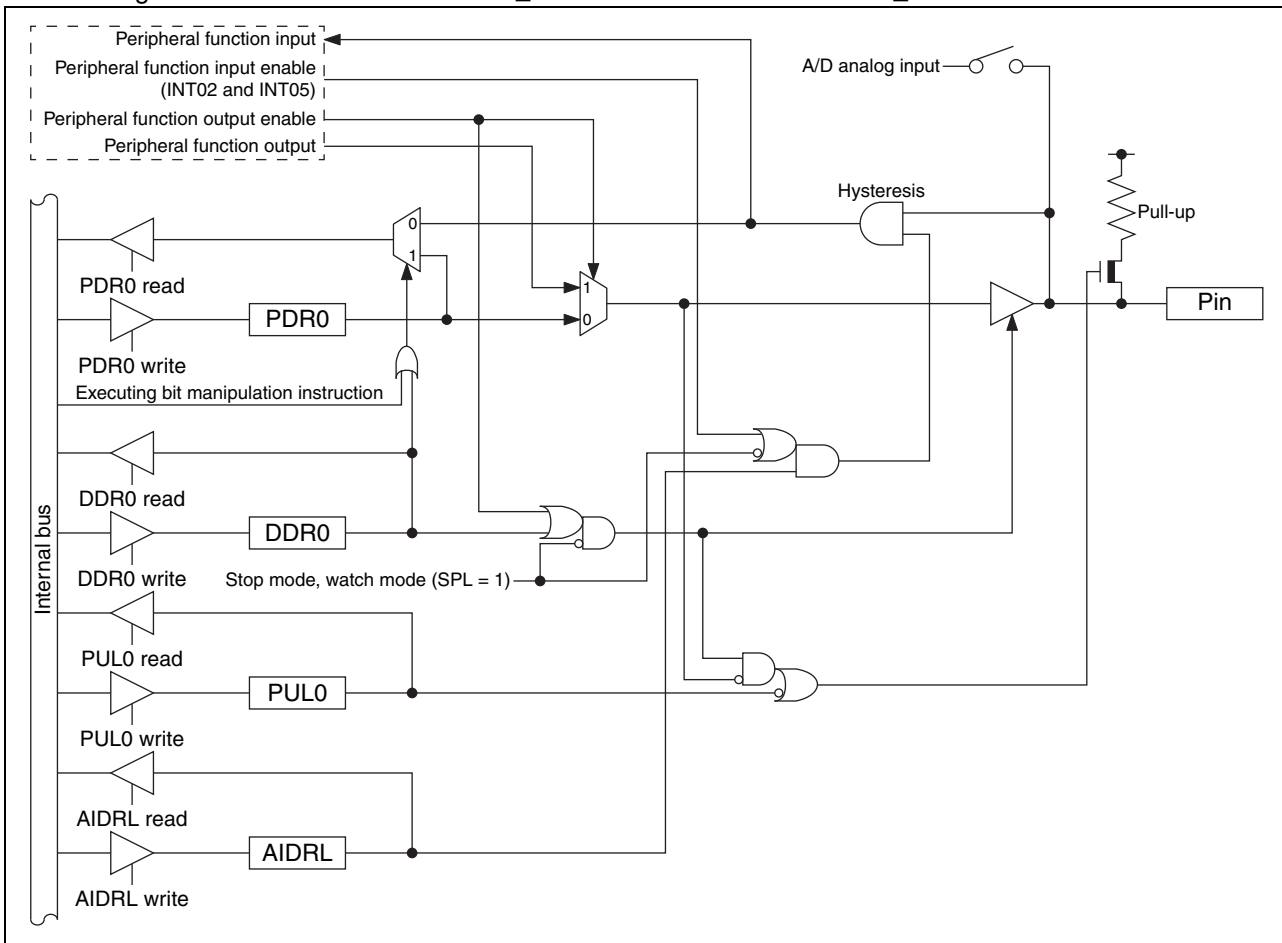 Peripheral function input
Peripheral function input enable
(INT02 and INT05)
Peripheral function output enable
Peripheral function output
A/D analog input
Hysteresis
Pull-up
0
1
PDR0 read
1
0
PDR0
Pin
PDR0 write
Executing bit manipulation instruction
DDR0 read
DDR0
DDR0 write
Stop mode, watch mode (SPL = 1)
Internal bus
PUL0 read
PUL0
PUL0 write
AIDRL read
AIDRL
AIDRL write